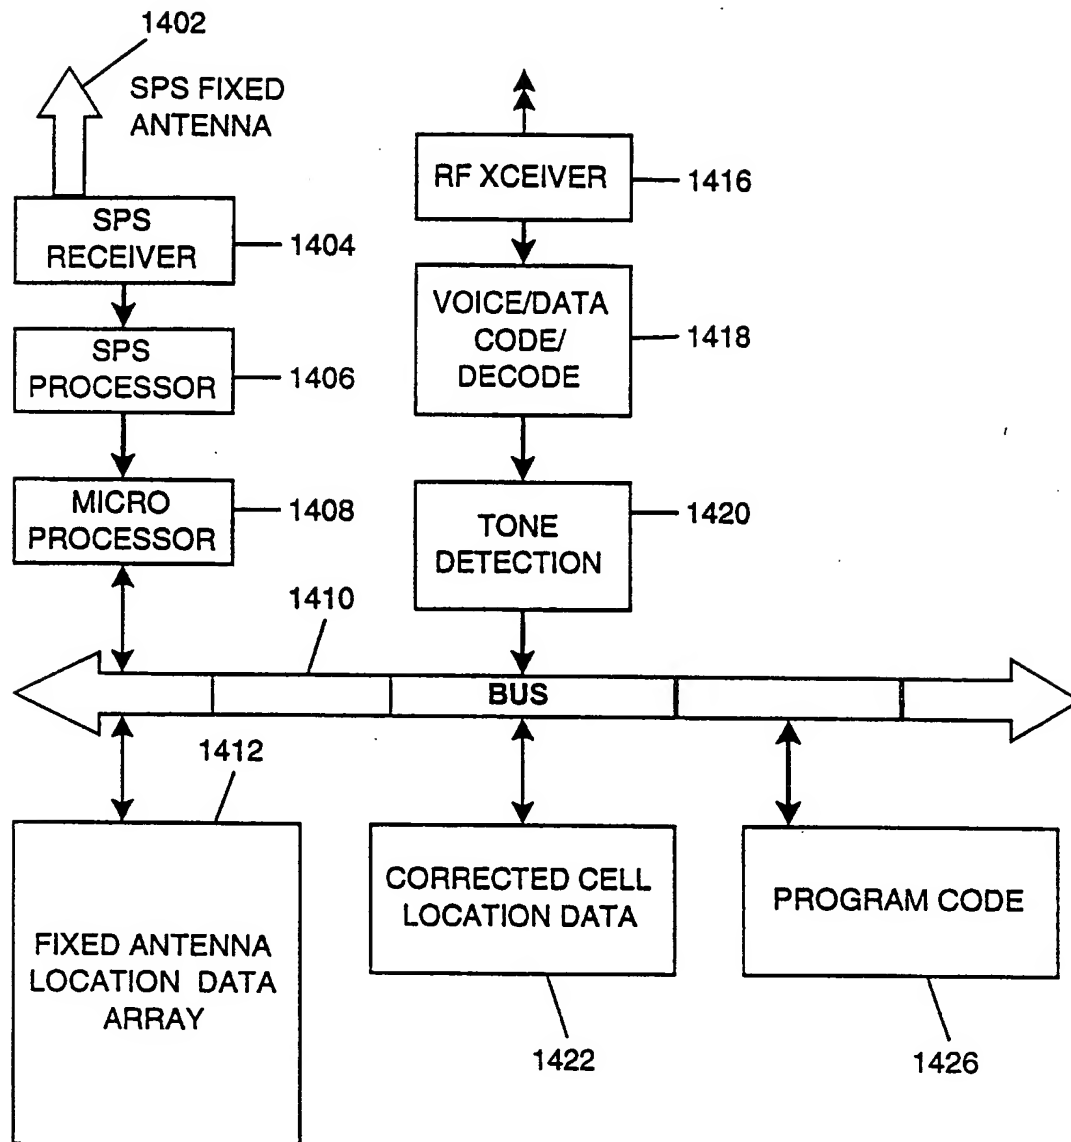 1402
SPS FIXED
ANTENNA
RF XCEIVER
1416
SPS
RECEIVER
1404
VOICE/DATA
CODE/
DECODE
1418
SPS
PROCESSOR
1406
MICRO
PROCESSOR
1408
TONE
DETECTION
1420
1410
BUS
1412
FIXED ANTENNA
LOCATION DATA
ARRAY
CORRECTED CELL
LOCATION DATA
1422
PROGRAM CODE
1426